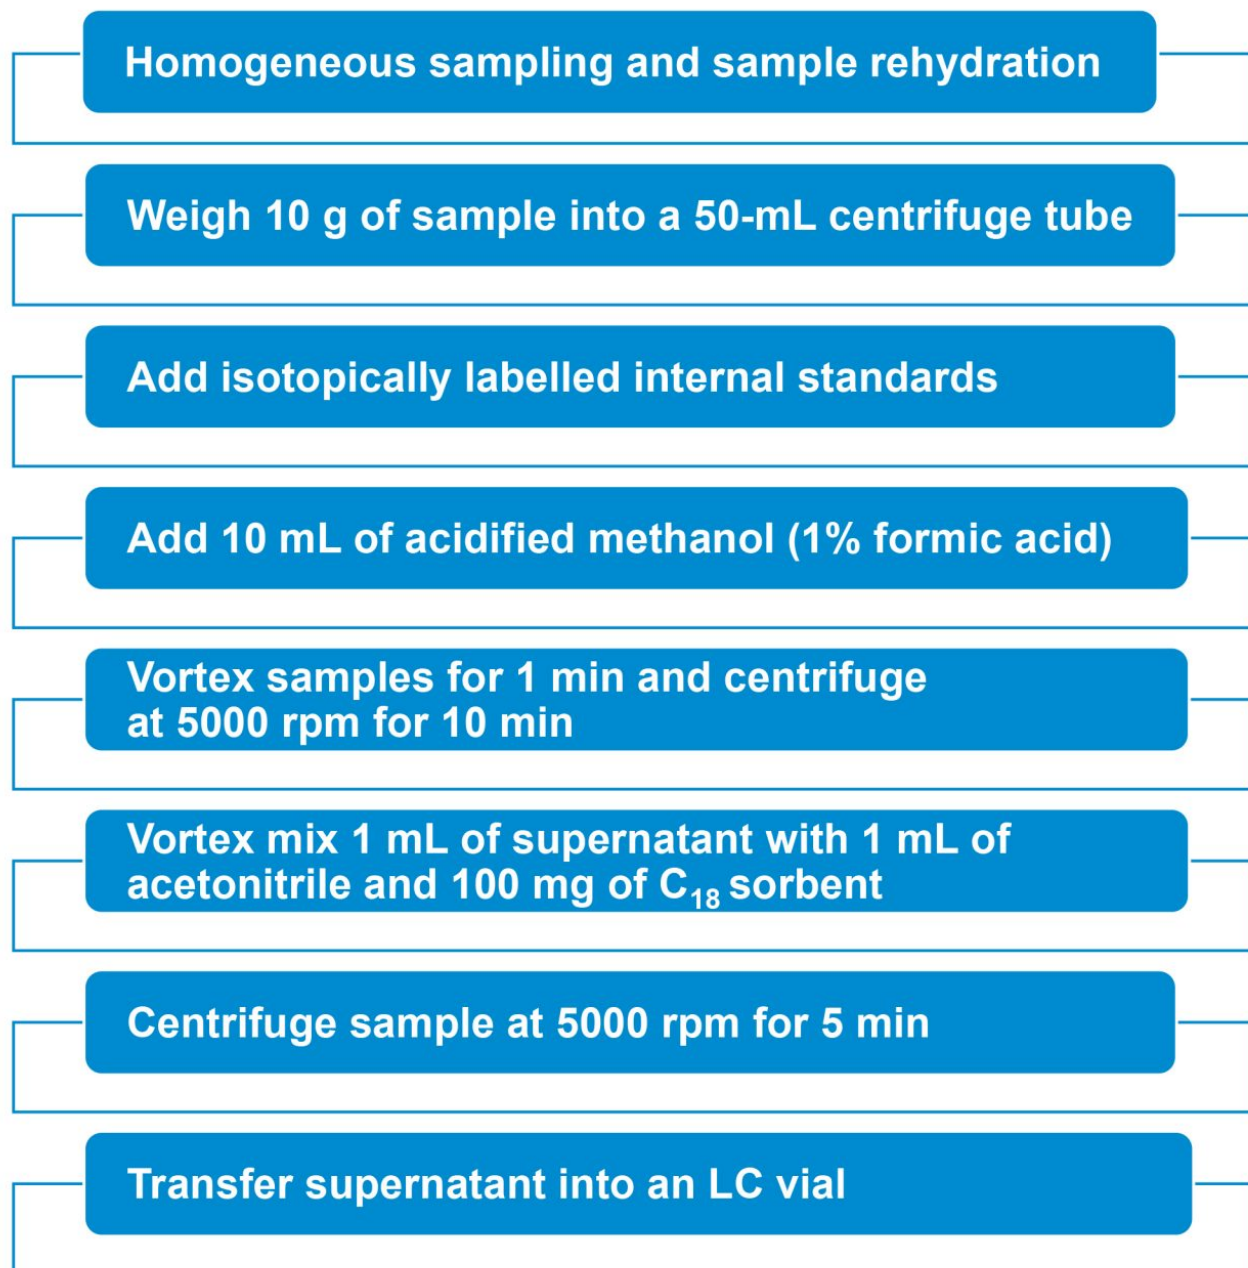 Homogeneous sampling and sample rehydration
Weigh 10 g of sample into a 50-mL centrifuge tube
Add isotopically labelled internal standards
Add 10 mL of acidified methanol (1% formic acid)
Vortex samples for 1 min and centrifuge
at 5000 rpm for 10 min
Vortex mix 1 mL of supernatant with 1 mL of
acetonitrile and 100 mg of C₁₈ sorbent
Centrifuge sample at 5000 rpm for 5 min
Transfer supernatant into an LC vial